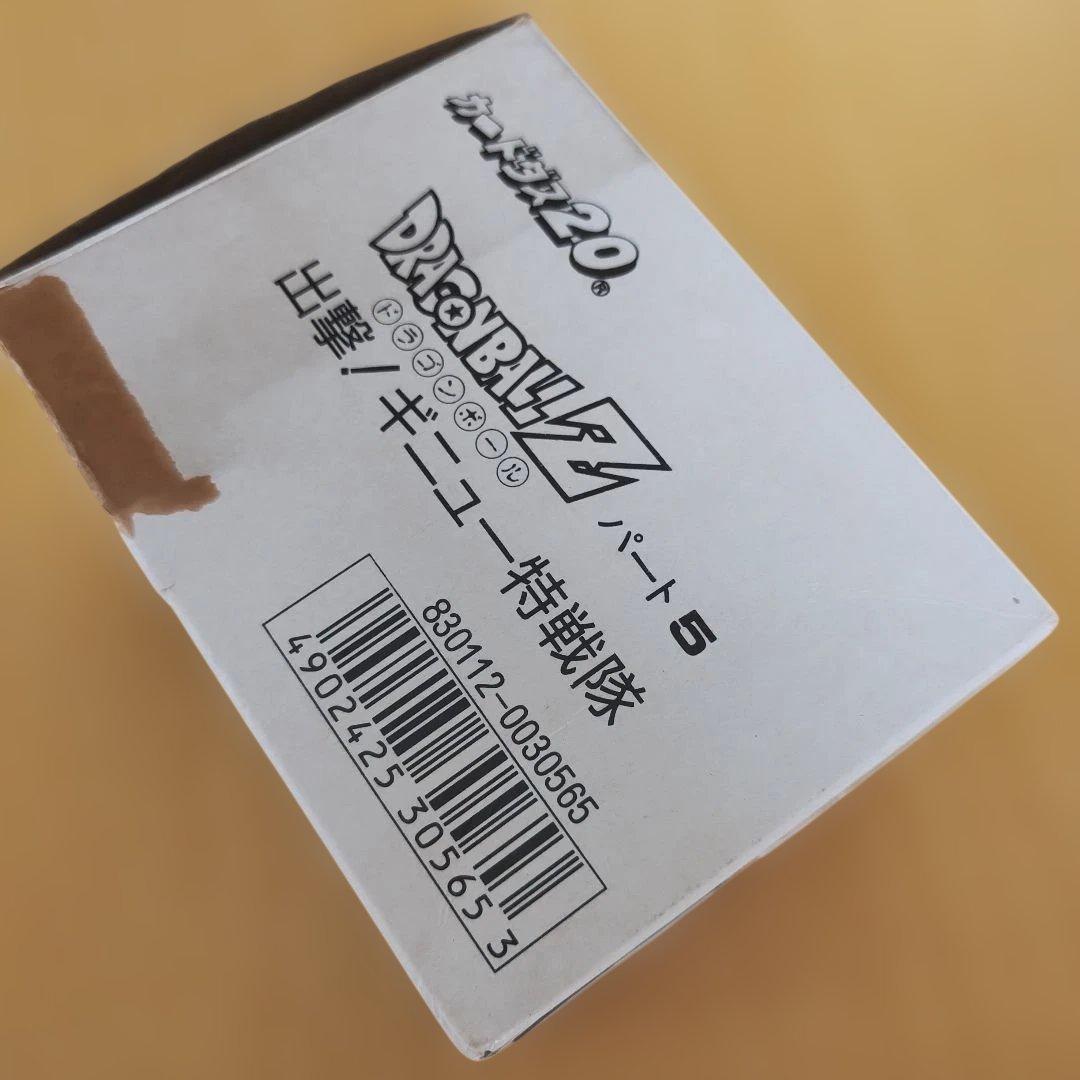 カードダス20®
DRAGONBALL Z パート5
ドラゴンボール
出撃！ギニュー特戦隊
830112-0030565
4902425305653